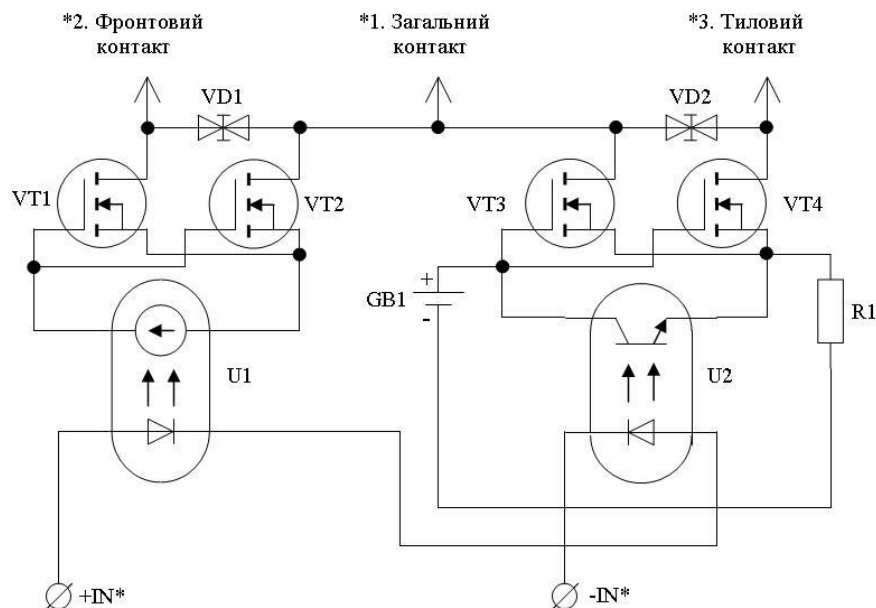 *2. Фронтовий
контакт
*1. Загальний
контакт
*3. Тиловий
контакт
VD1
VD2
VT1
VT2
VT3
VT4
+
GB1
-
R1
U1
U2
+IN*
-IN*